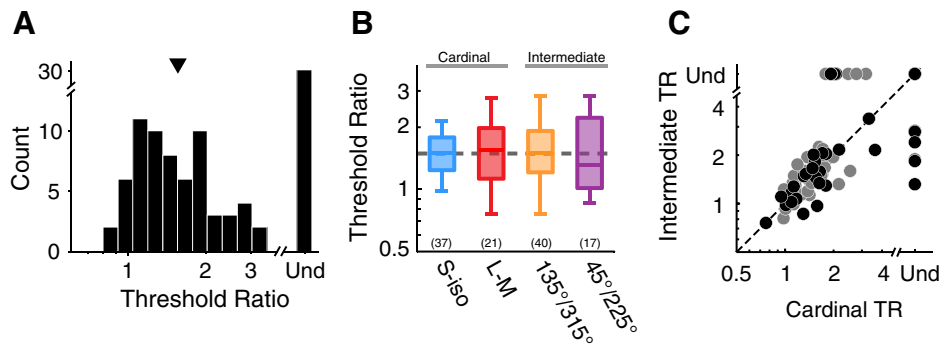 A
Count
30
10
5
0
1
2
3
Und
Threshold Ratio
B
Cardinal
Intermediate
Threshold Ratio
3
2
1
0.5
(37)
(21)
(40)
(17)
S-iso
L-M
135°/315°
45°/225°
C
Intermediate TR
Und
4
2
1
0.5
1
2
4
Und
Cardinal TR